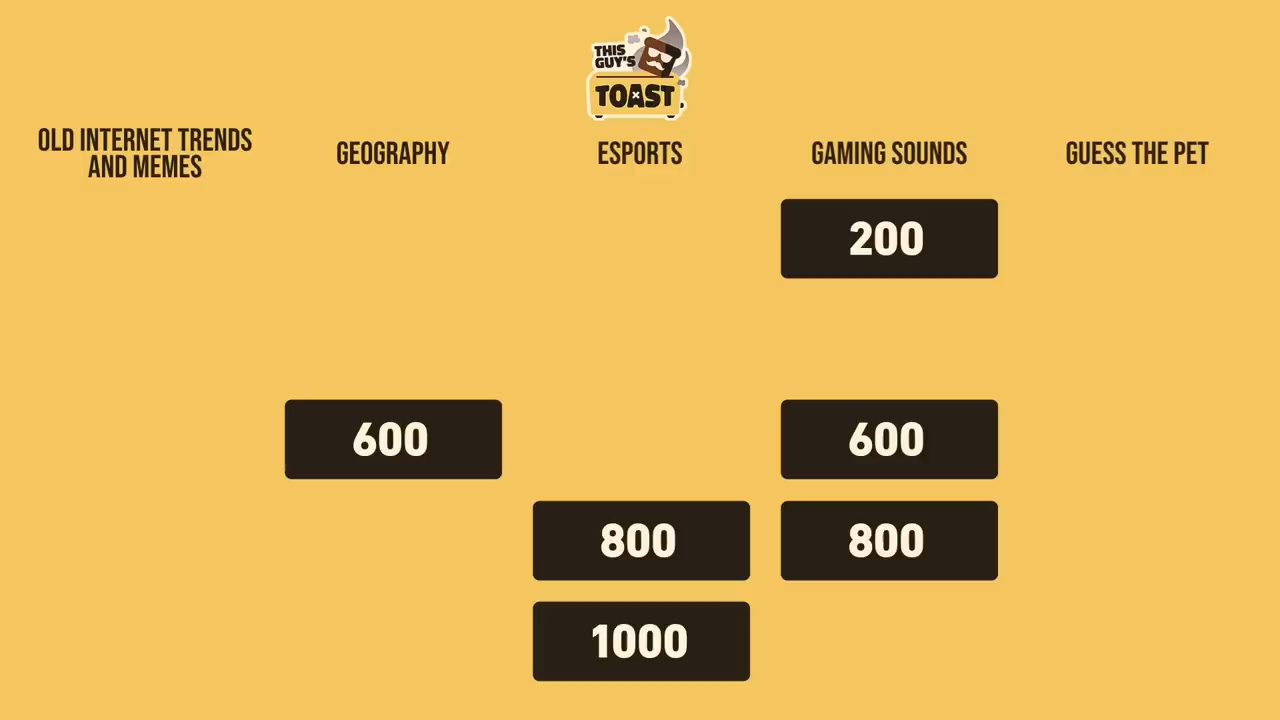 THIS
GUY'S
TOAST
OLD INTERNET TRENDS
AND MEMES
GEOGRAPHY
ESPORTS
GAMING SOUNDS
GUESS THE PET
200
600
600
800
800
1000